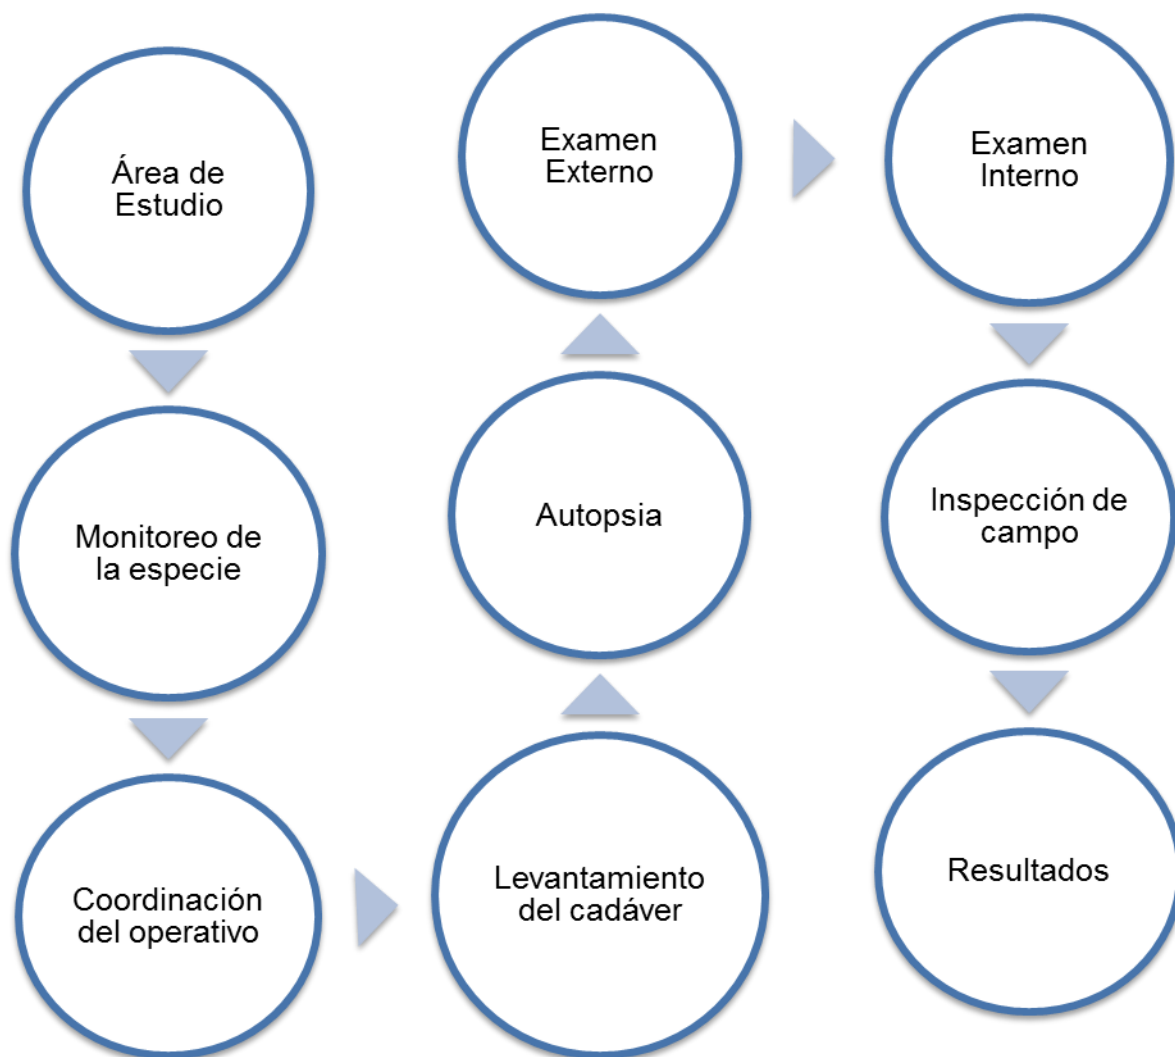 Área de
Estudio
Monitoreo de
la especie
Coordinación
del operativo
Levantamiento
del cadáver
Autopsia
Examen
Externo
Examen
Interno
Inspección de
campo
Resultados